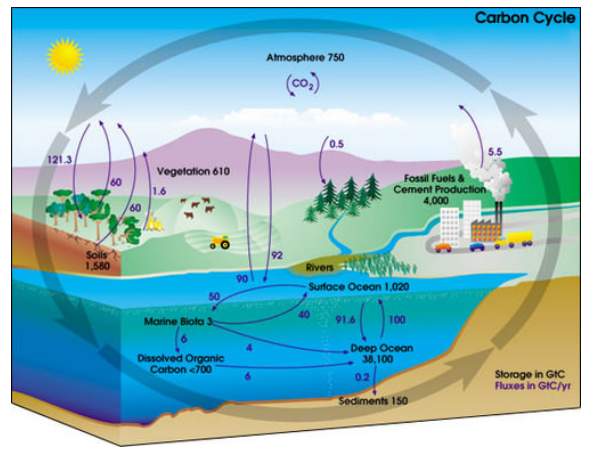 Carbon Cycle
Atmosphere 750
CO2
0.5
5.5
121.3
60
Vegetation 610
1.6
60
Fossil Fuels &
Cement Production
4,000
Soils
1,580
92
90
Rivers
Surface Ocean 1,020
50
40
Marine Biota 3
91.6
100
6
4
Deep Ocean
38,100
Dissolved Organic
Carbon <700
6
0.2
Storage in GtC
Fluxes in GtC/yr
Sediments 150